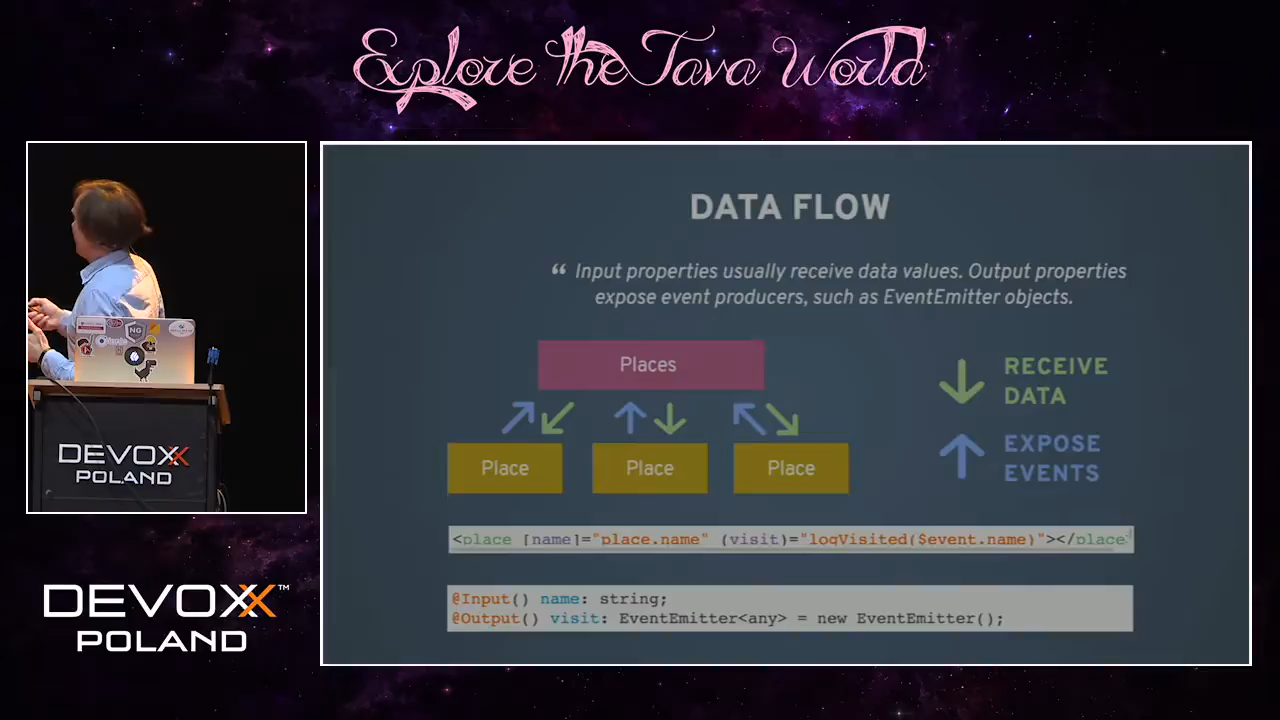 Explore the Java World
DATA FLOW
“ Input properties usually receive data values. Output properties
expose event producers, such as EventEmitter objects.
Places
Place
Place
Place
RECEIVE
DATA
EXPOSE
EVENTS
<place [name]="place.name" (visit)="logVisited($event.name)"></place
@Input() name: string;
@Output() visit: EventEmitter<any> = new EventEmitter();
NG
DEVOXX
POLAND
DEVOXX™
POLAND